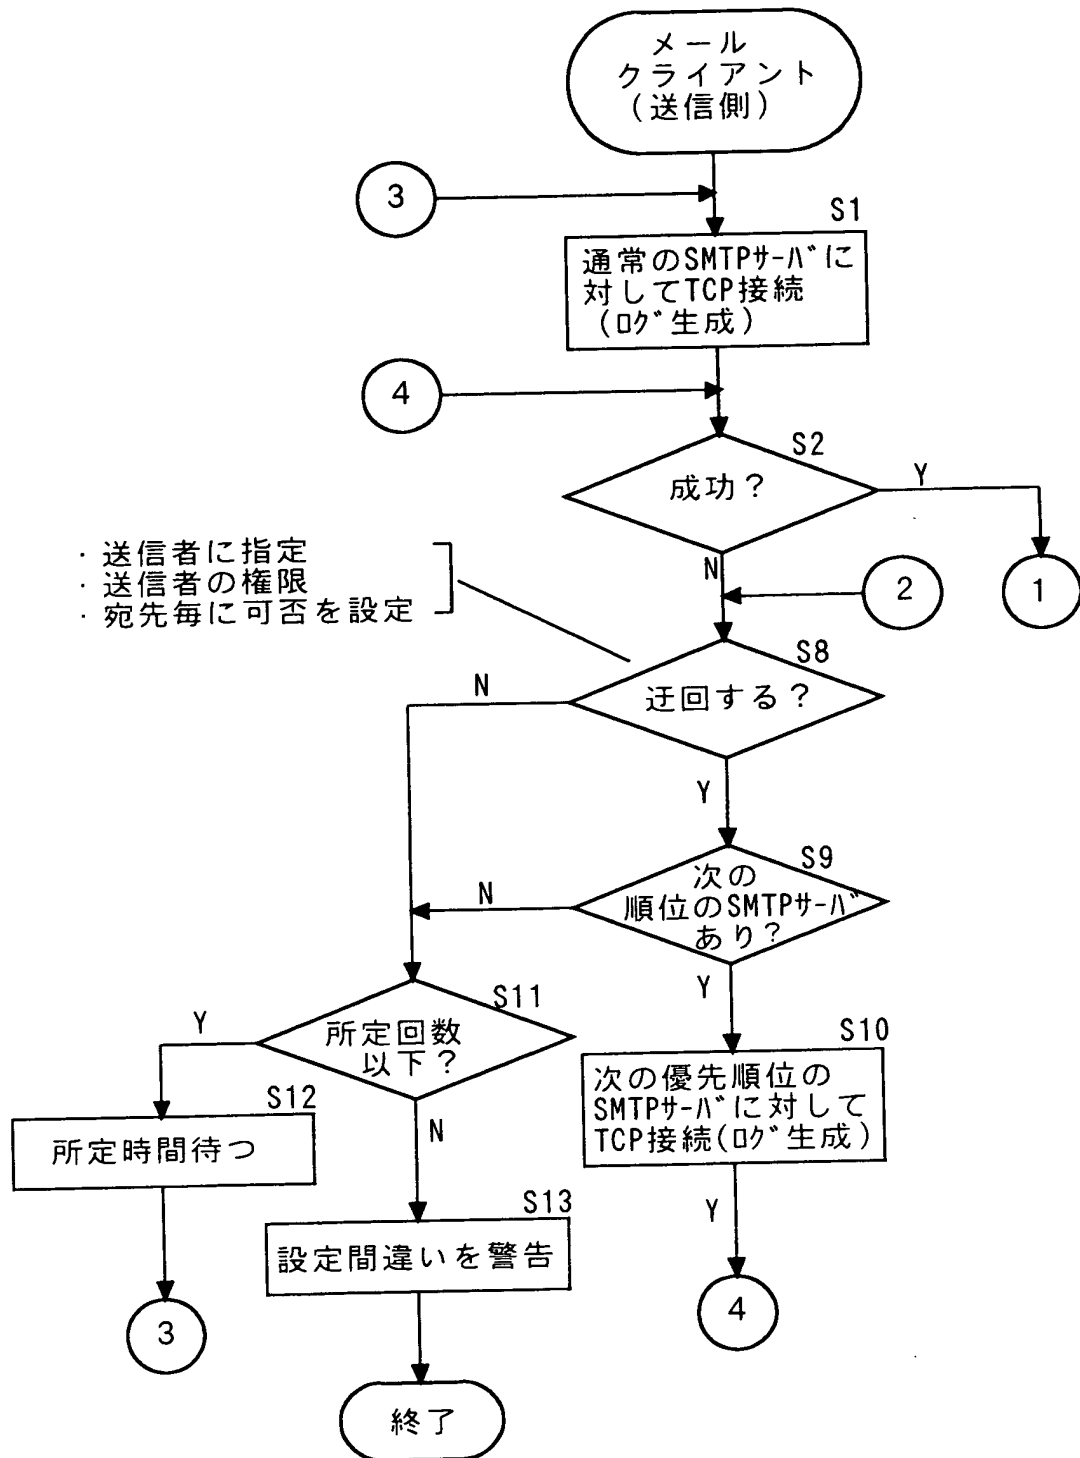 メール
クライアント
(送信側)
3
S1
通常のSMTPサーバに
対してTCP接続
(ログ生成)
4
S2
成功?
Y
・送信者に指定
・送信者の権限
・宛先毎に可否を設定
N
2
1
S8
迂回する?
N
Y
S9
次の
順位のSMTPサーバ
あり?
N
Y
S11
所定回数
以下?
Y
S10
次の優先順位の
SMTPサーバに対して
TCP接続(ログ生成)
S12
所定時間待つ
N
S13
設定間違いを警告
Y
3
4
終了